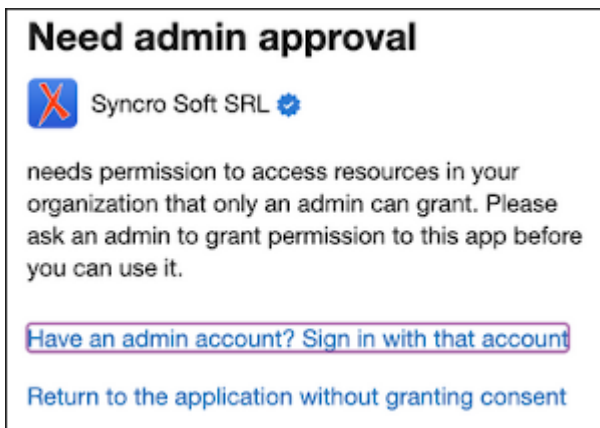 Need admin approval
Syncro Soft SRL
needs permission to access resources in your
organization that only an admin can grant. Please
ask an admin to grant permission to this app before
you can use it.
Have an admin account? Sign in with that account
Return to the application without granting consent